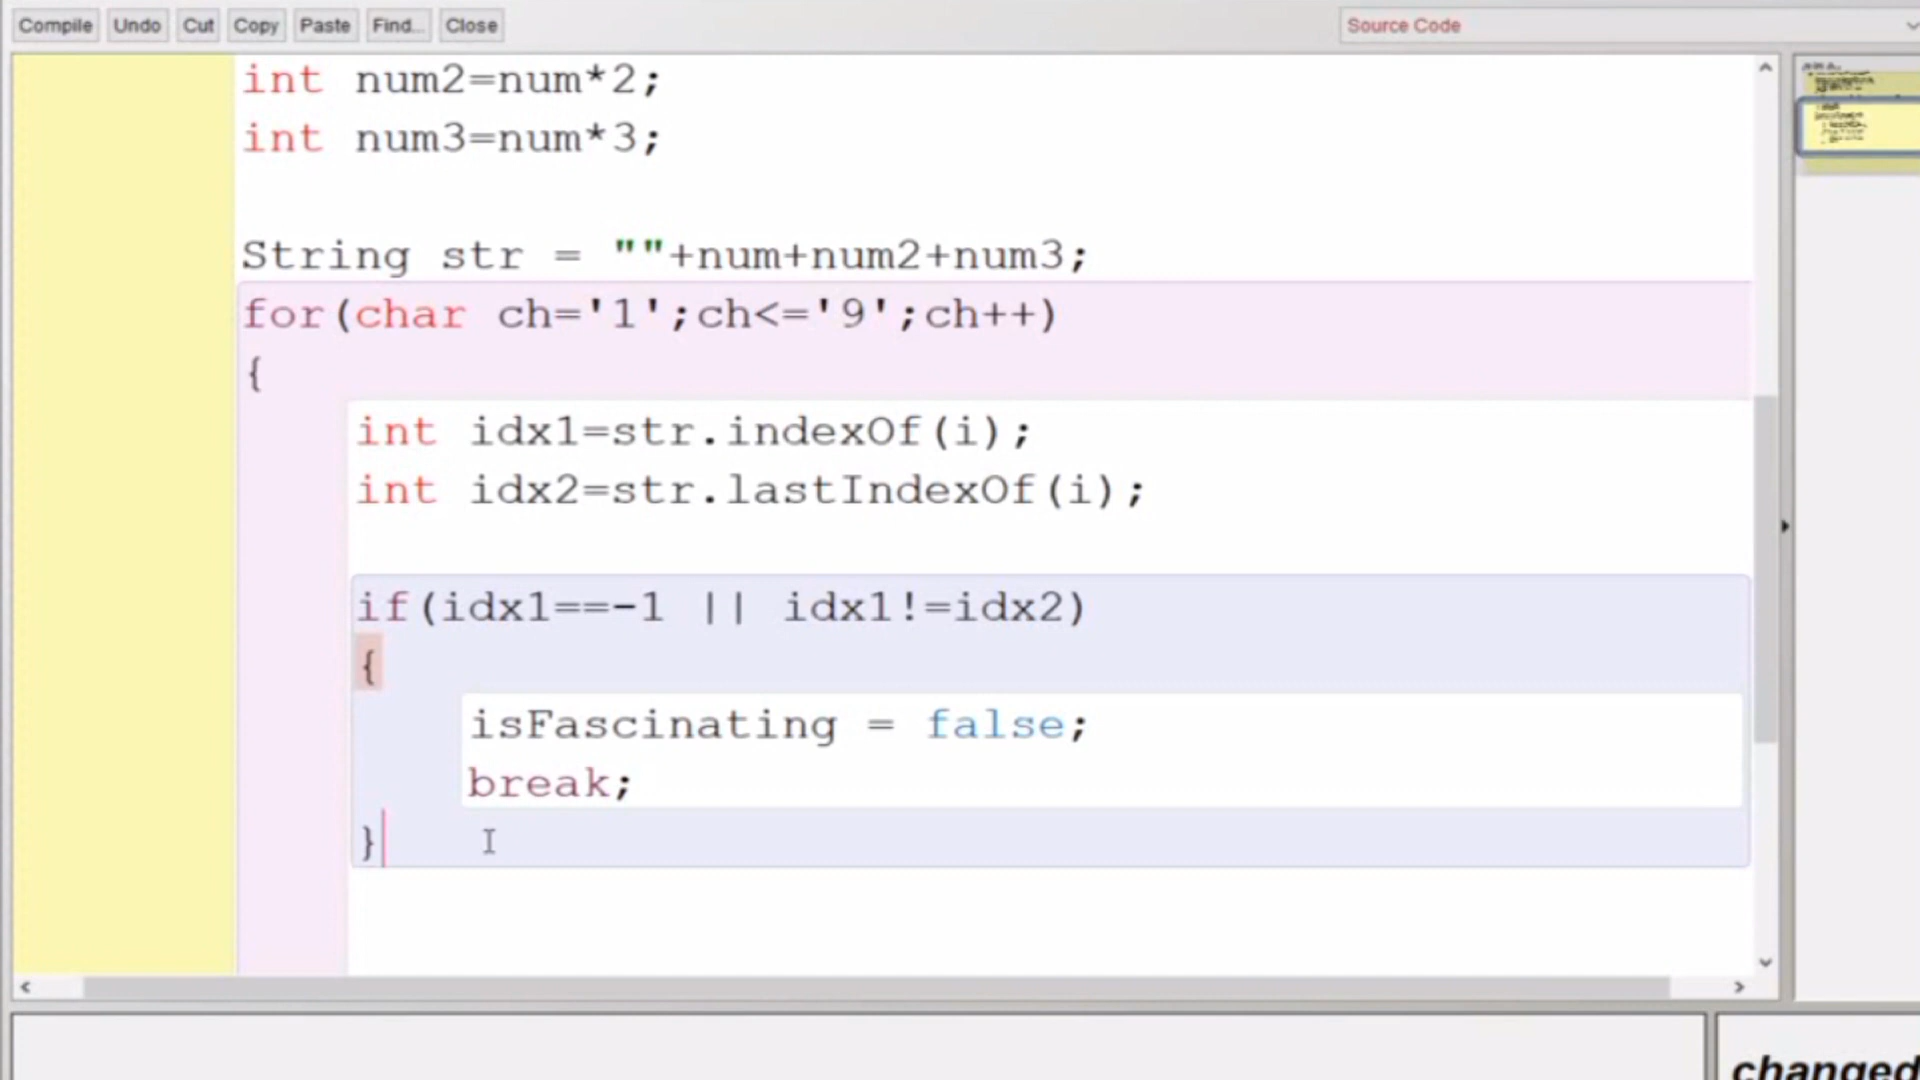 Compile Undo Cut Copy Paste Find... Close Source Code
int num2=num*2;
int num3=num*3;
String str = ""+num+num2+num3;
for(char ch='1';ch<='9';ch++)
{
int idx1=str.indexOf(i);
int idx2=str.lastIndexOf(i);
if(idx1==-1 || idx1!=idx2)
{
isFascinating = false;
break;
}
changed